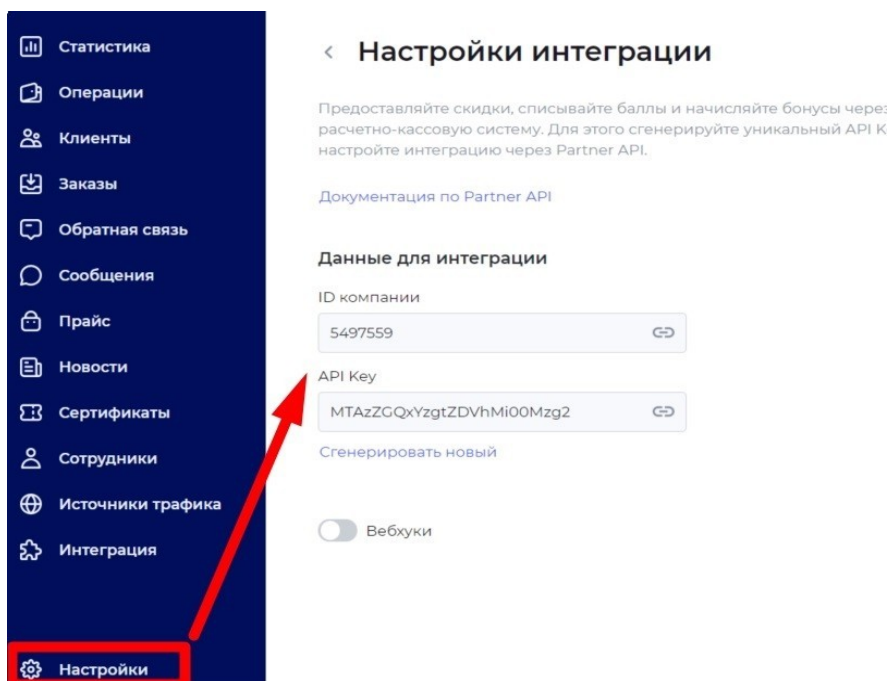 Статистика
Операции
Клиенты
Заказы
Обратная связь
Сообщения
Прайс
Новости
Сертификаты
Сотрудники
Источники трафика
Интеграция
Настройки
Настройки интеграции
Предоставляйте скидки, списывайте баллы и начисляйте бонусы через
расчетно-кассовую систему. Для этого сгенерируйте уникальный API K
настройте интеграцию через Partner API.
Документация по Partner API
Данные для интеграции
ID компании
5497559
API Key
MTAzZGQxYzgtZDVhMi00Mzg2
Сгенерировать новый
Вебхуки